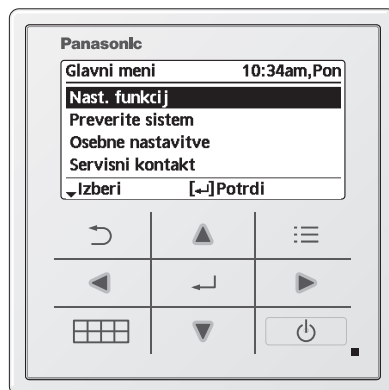 Panasonic
Glavni meni 10:34am,Pon
Nast. funkcij
Preverite sistem
Osebne nastavitve
Servisni kontakt
Izberi [↵]Potrdi